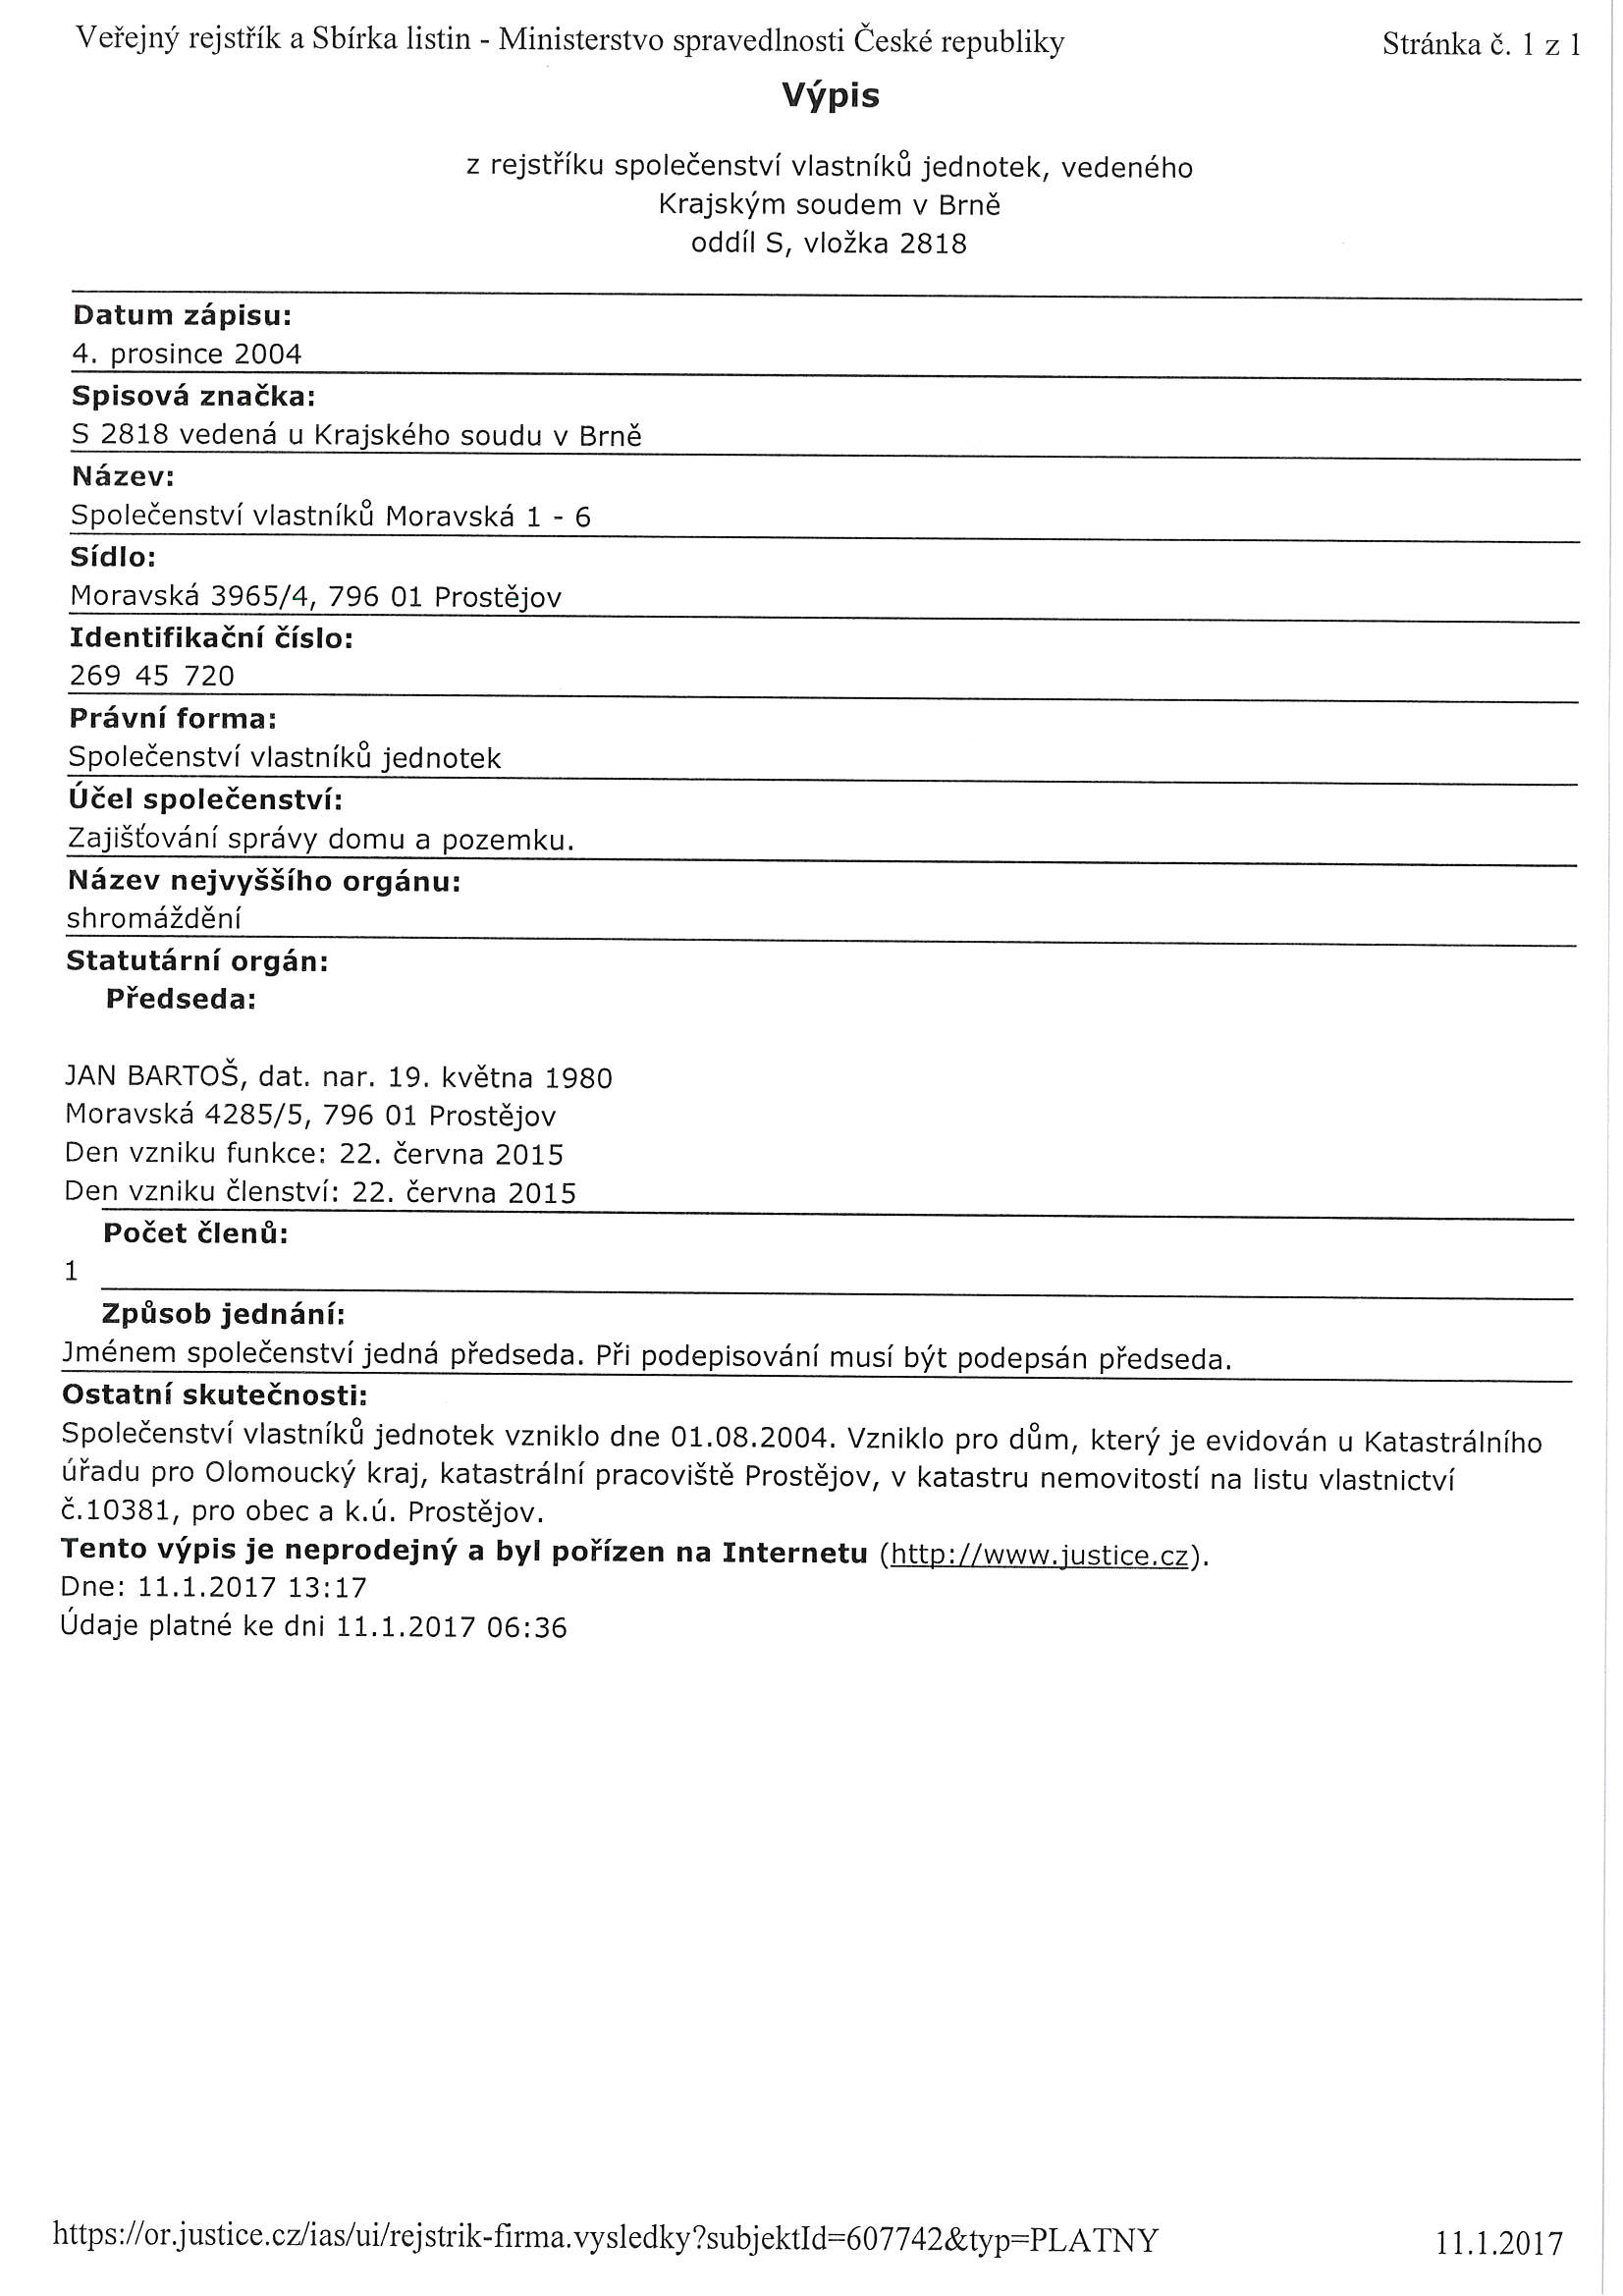 Veřejný rejstřík a Sbírka listin - Ministerstvo spravedlnosti České republiky
Stránka č. 1 z 1
Výpis
z rejstříku společenství vlastníků jednotek, vedeného
Krajským soudem v Brně
oddíl S, vložka 2818
Datum zápisu:
4. prosince 2004
Spisová značka:
S 2818 vedená u Krajského soudu v Brně
Název:
Společenství vlastníků Moravská 1 - 6
Sídlo:
Moravská 3965/4, 796 01 Prostějov
Identifikační číslo:
269 45 720
Právní forma:
Společenství vlastníků jednotek
Účel společenství:
Zajišťování správy domu a pozemku.
Název nejvyššího orgánu:
shromáždění
Statutární orgán:
Předseda:
JAN BARTOŠ, dat. nar. 19. května 1980
Moravská 4285/5, 796 01 Prostějov
Den vzniku funkce: 22. června 2015
Den vzniku členství: 22. června 2015
Počet členů:
1
Způsob jednání:
Jménem společenství jedná předseda. Při podepisování musí být podepsán předseda.
Ostatní skutečnosti:
Společenství vlastníků jednotek vzniklo dne 01.08.2004. Vzniklo pro dům, který je evidován u Katastrálního
úřadu pro Olomoucký kraj, katastrální pracoviště Prostějov, v katastru nemovitostí na listu vlastnictví
č.10381, pro obec a k.ú. Prostějov.
Tento výpis je neprodejný a byl pořízen na Internetu (http://www.justice.cz).
Dne: 11.1.2017 13:17
Údaje platné ke dni 11.1.2017 06:36
https://or.justice.cz/ias/ui/rejstrik-firma.vysledky?subjektId=607742&typ=PLATNY
11.1.2017